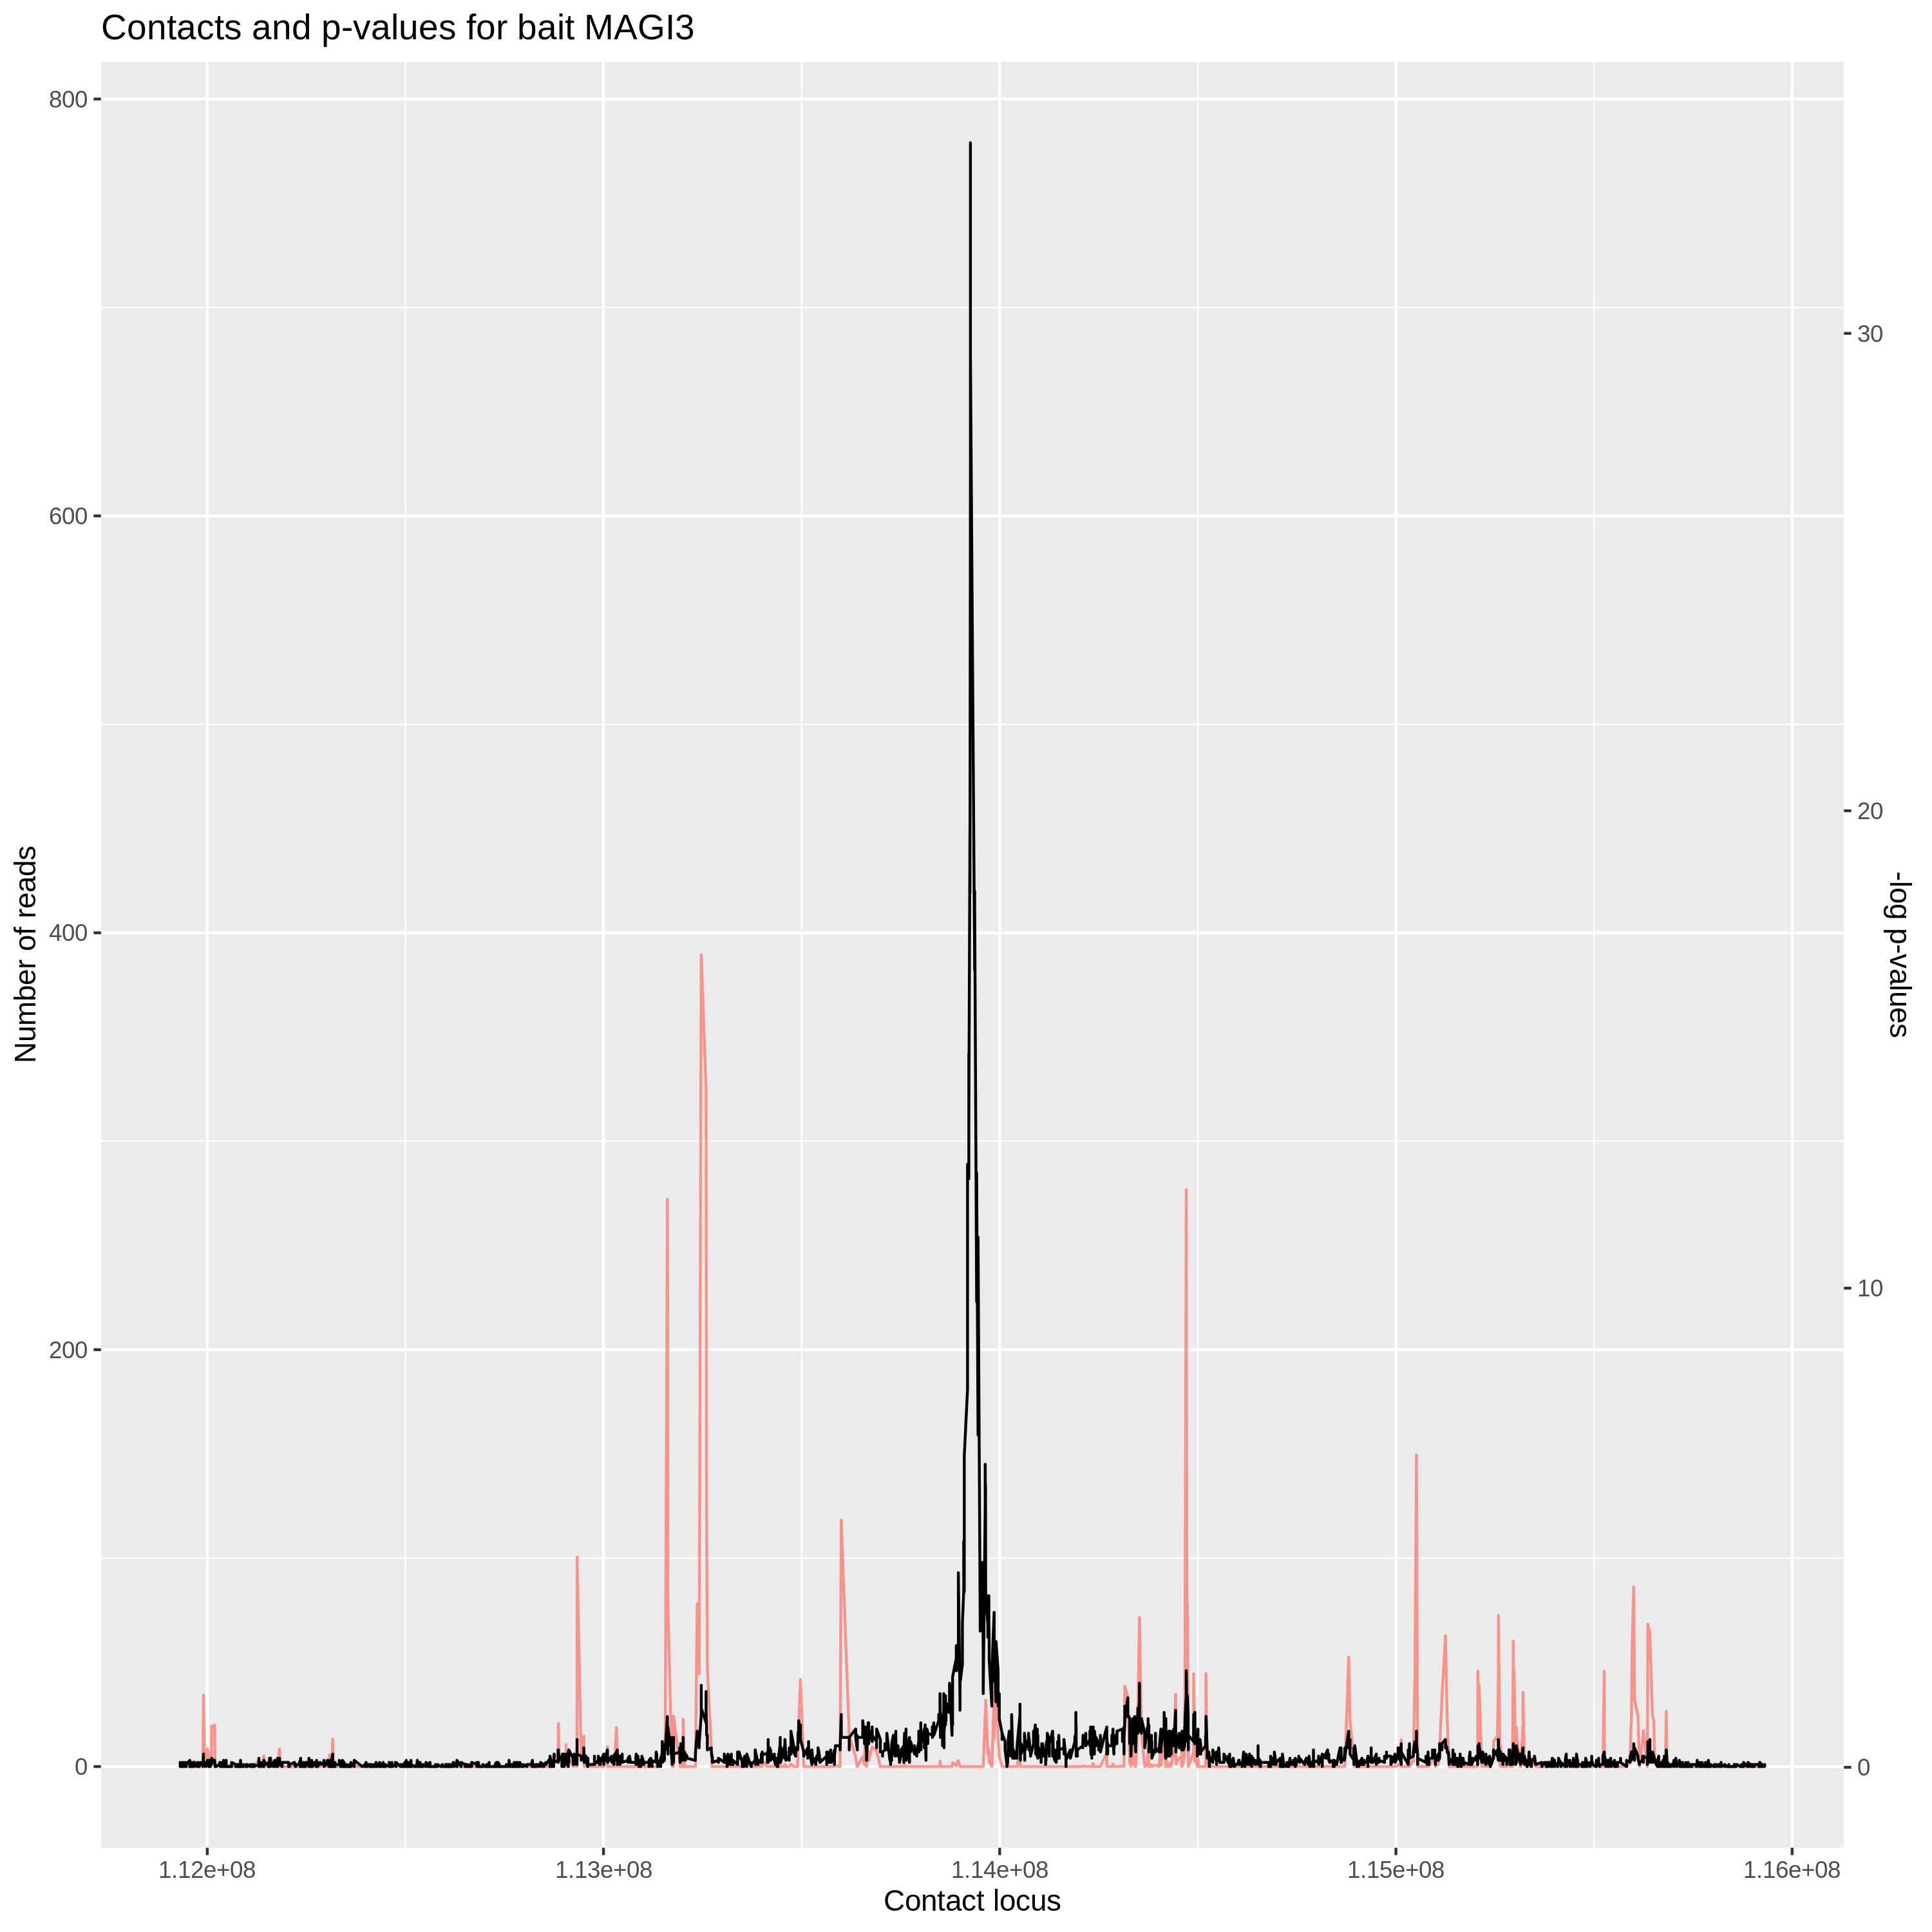 Contacts and p-values for bait MAGI3
800
600
400
200
0
Number of reads
30
20
10
0
-log p-values
1.12e+08
1.13e+08
1.14e+08
1.15e+08
1.16e+08
Contact locus